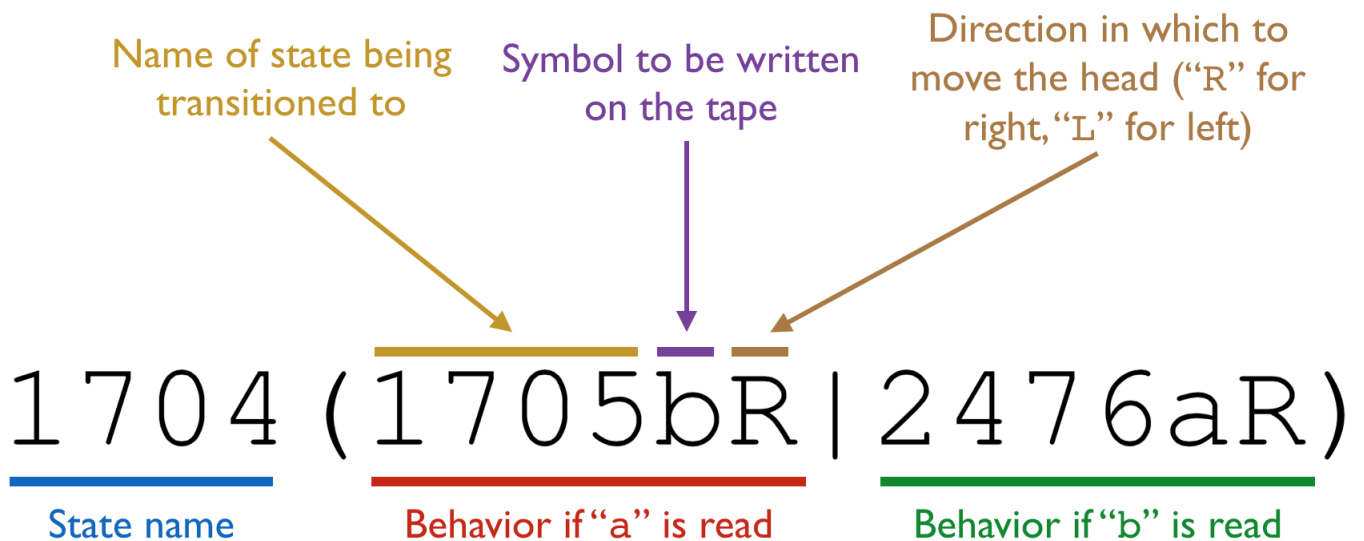 Name of state being
transitioned to
Symbol to be written
on the tape
Direction in which to
move the head (“R” for
right, “L” for left)
1704(1705bR|2476aR)
State name
Behavior if “a” is read
Behavior if “b” is read